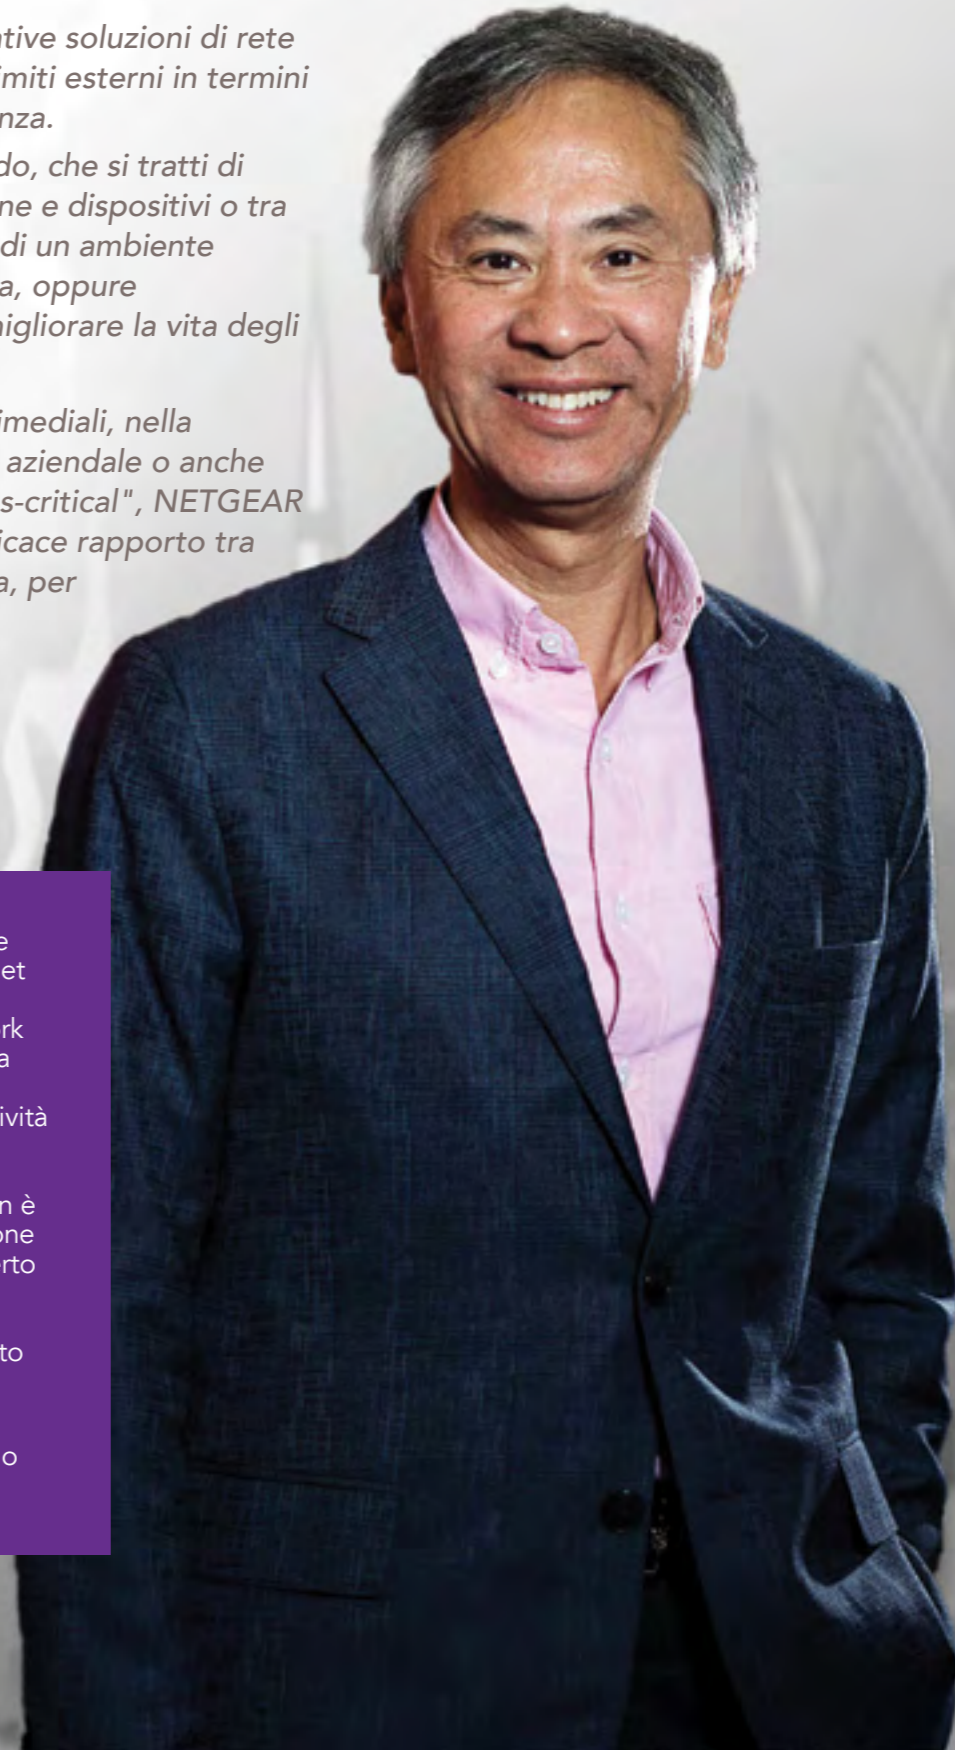 ative soluzioni di rete
imiti esterni in termini
nza.
do, che si tratti di
ne e dispositivi o tra
di un ambiente
a, oppure
migliorare la vita degli
imediali, nella
aziendale o anche
s-critical", NETGEAR
icace rapporto tra
a, per
e
et
rk
a
ività
n è
one
rto
to
o